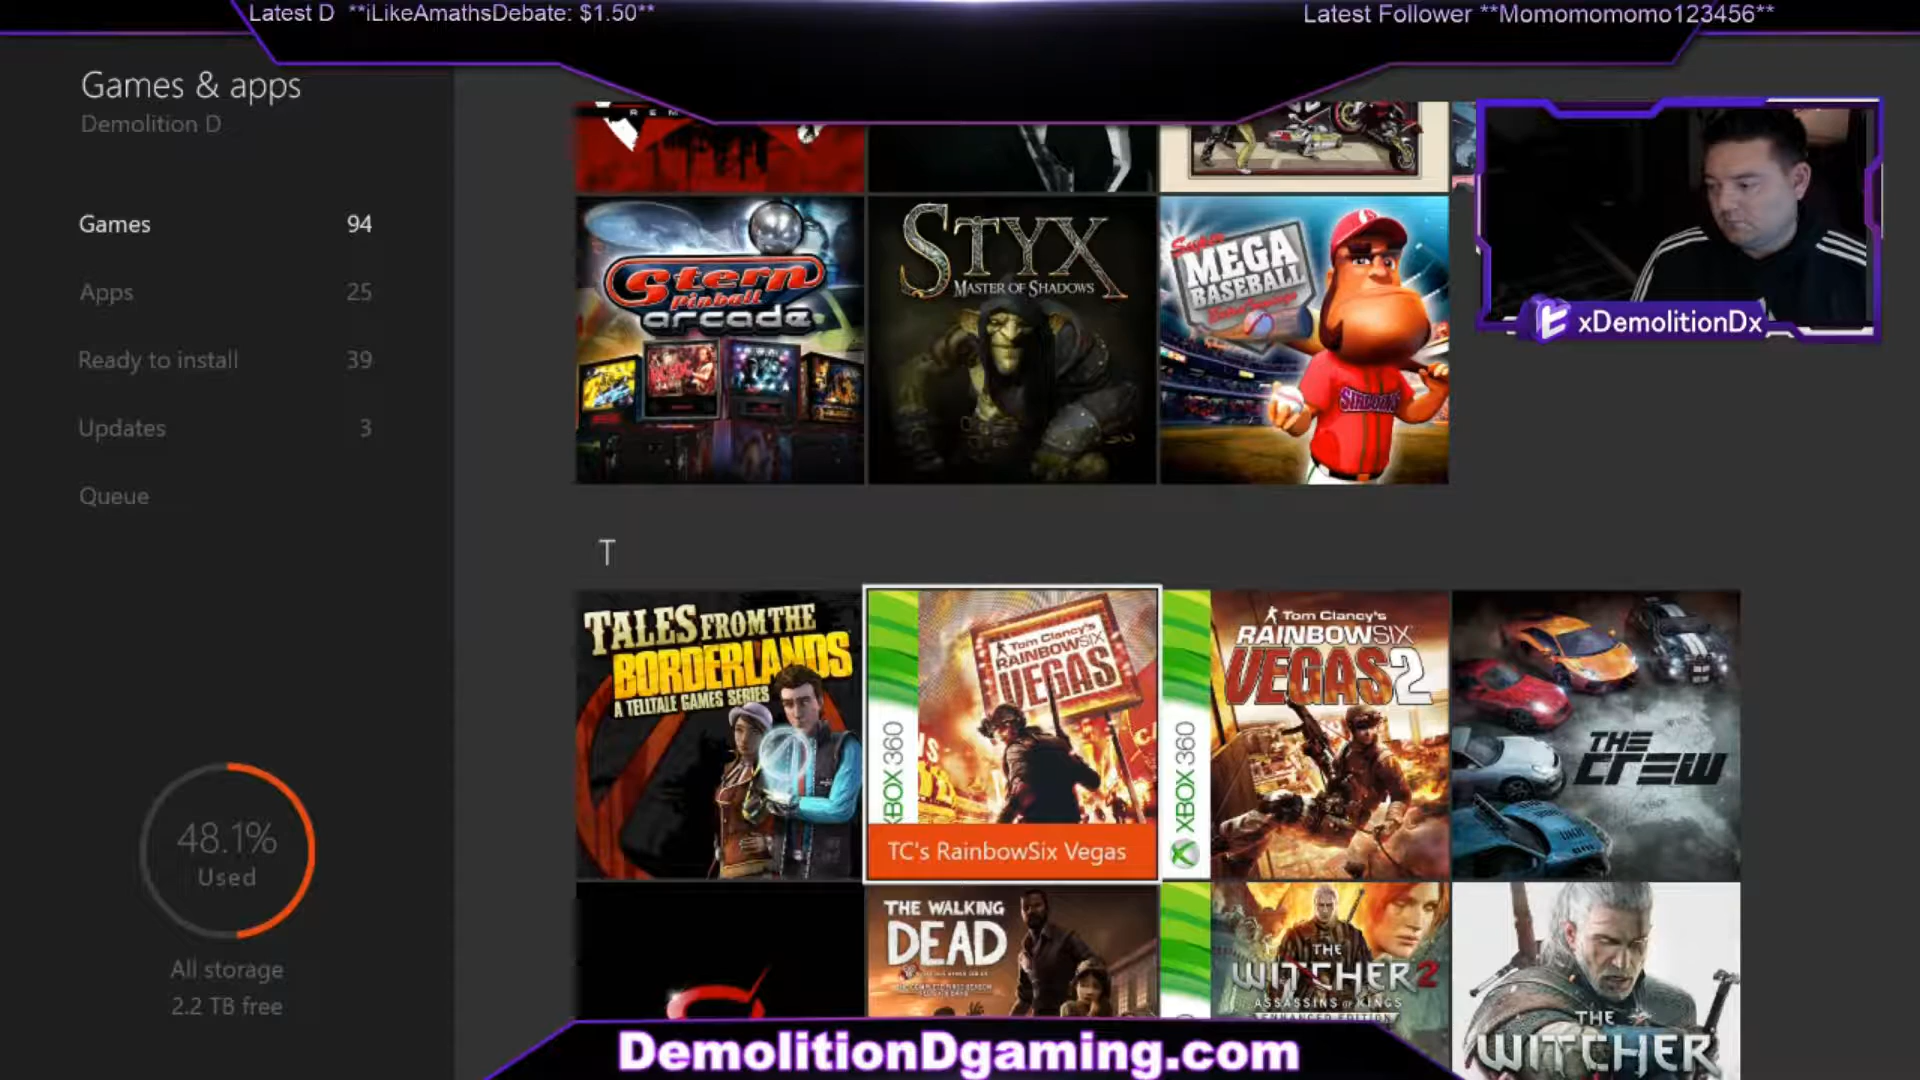 Latest D **iLikeAmathsDebate: $1.50**
Latest Follower **Momomomomo123456**
Games & apps
Demolition D
Games 94
Apps 25
Ready to install 39
Updates 3
Queue
48.1%
Used
All storage
2.2 TB free
Stern
pinball
arcade
STYX
MASTER OF SHADOWS
Super
MEGA
BASEBALL
xDemolitionDx
T
TALES FROM THE
BORDERLANDS
A TELLTALE GAMES SERIES
XBOX 360
Tom Clancy's
RAINBOWSIX
VEGAS
TC's RainbowSix Vegas
XBOX 360
Tom Clancy's
RAINBOWSIX
VEGAS2
THE
CREW
THE WALKING
DEAD
THE
WITCHER 2
ASSASSINS OF KINGS
ENHANCED EDITION
THE
WITCHER
DemolitionDgaming.com